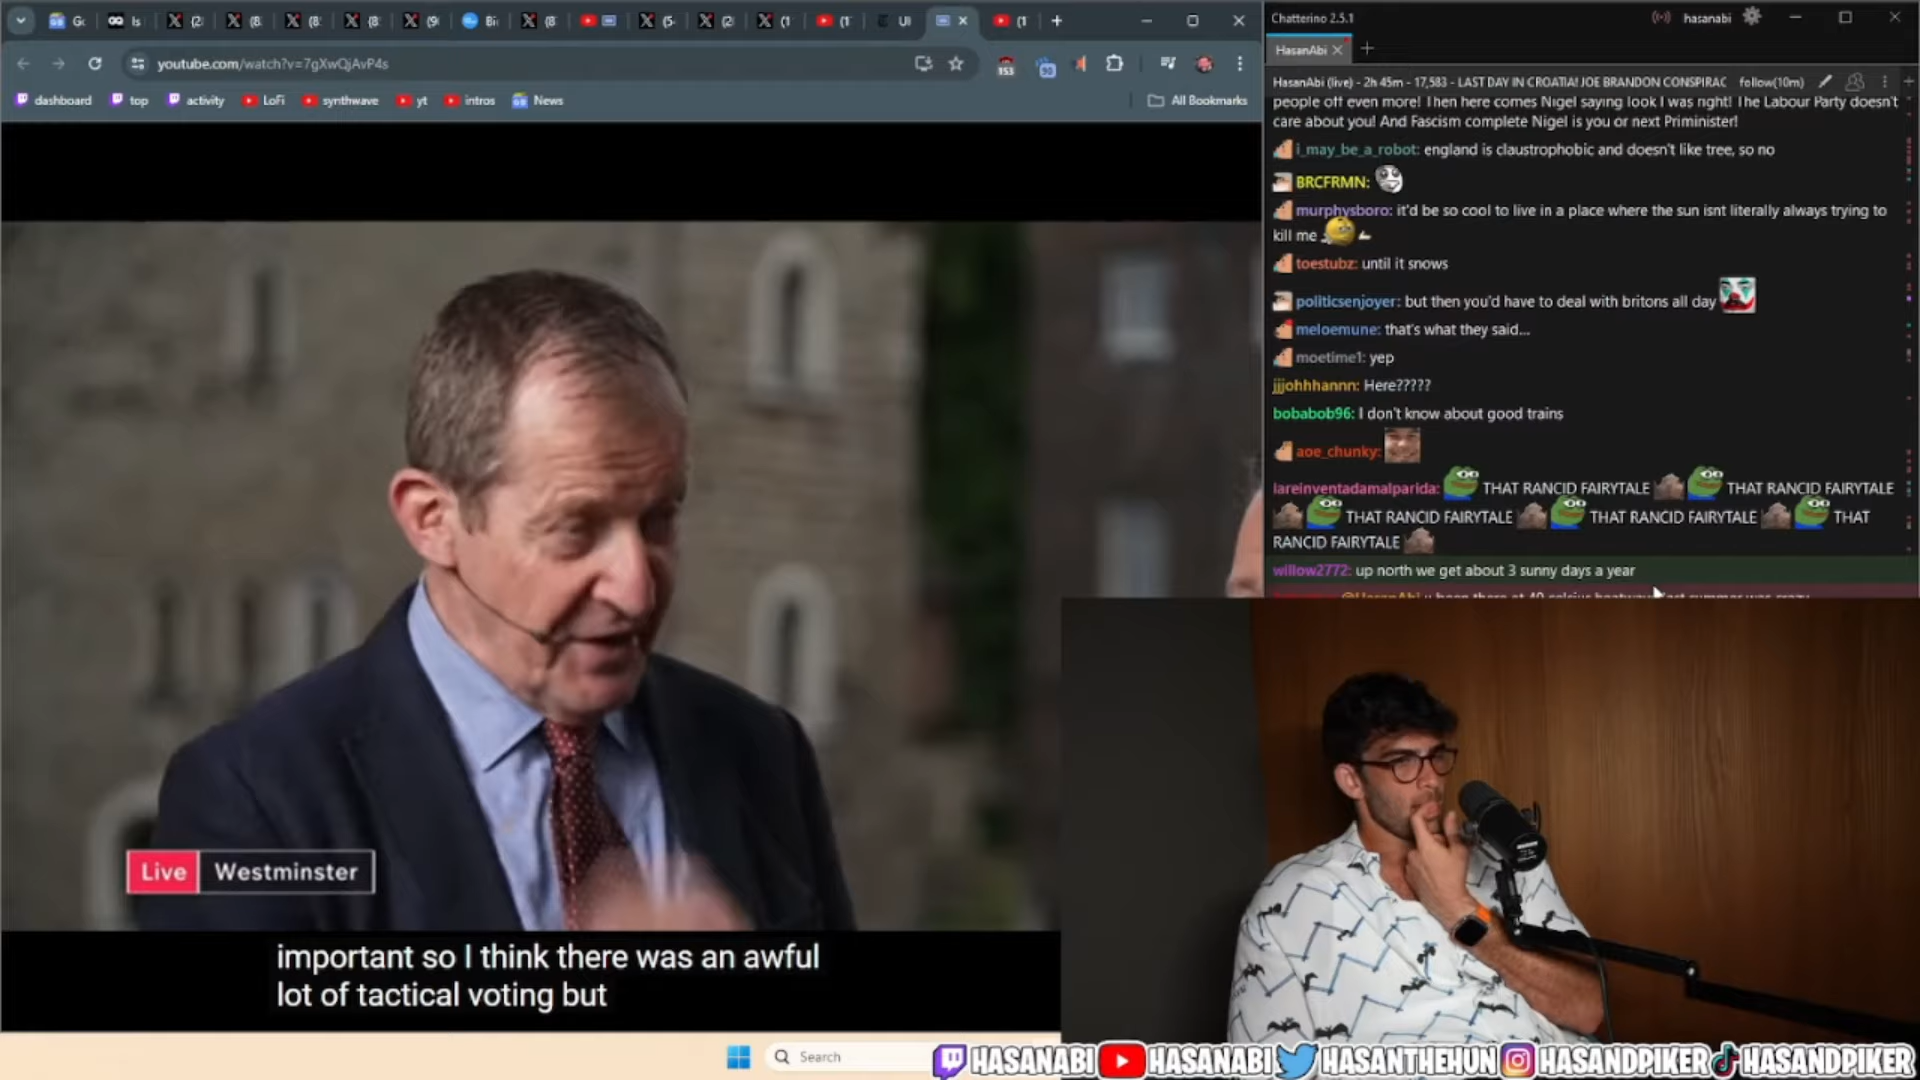 Chatterino 2.5.1
hasanabi
youtube.com/watch?v=7gXwQjAvP4s
HasanAbi
dashboard top activity LoFi synthwave yt intros News All Bookmarks
HasanAbi (live) - 2h 45m - 17,583 - LAST DAY IN CROATIA! JOE BRANDON CONSPIRAC follow(10m)
people off even more! Then here comes Nigel saying look I was right! The Labour Party doesn't
care about you! And Fascism complete Nigel is you or next Priminister!
i_may_be_a_robot: england is claustrophobic and doesn't like tree, so no
BRCFRMN:
murphysboro: it'd be so cool to live in a place where the sun isnt literally always trying to
kill me
toestubz: until it snows
politicsenjoyer: but then you'd have to deal with britons all day
meloemune: that's what they said...
moetime1: yep
jjjohhhannn: Here?????
bobabob96: I don't know about good trains
aoe_chunky:
lareinventadamalparida: THAT RANCID FAIRYTALE THAT RANCID FAIRYTALE
THAT RANCID FAIRYTALE THAT RANCID FAIRYTALE THAT
RANCID FAIRYTALE
willow2772: up north we get about 3 sunny days a year
Live Westminster
important so I think there was an awful
lot of tactical voting but
Search
HASANABI HASANABI HASANTHEHUN HASANDPIKER HASANDPIKER